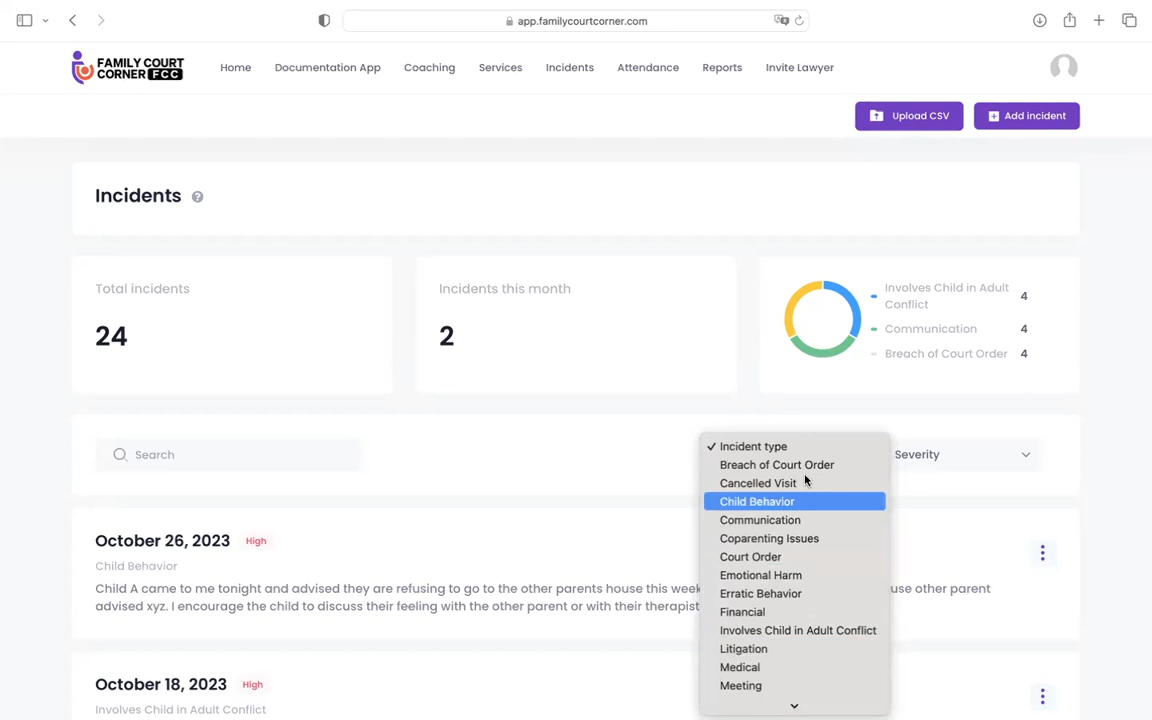 app.familycourtcorner.com
FAMILY COURT
CORNER FCC
Home
Documentation App
Coaching
Services
Incidents
Attendance
Reports
Invite Lawyer
Upload CSV
Add incident
Incidents ?
Total incidents
24
Incidents this month
2
Involves Child in Adult
Conflict
4
Communication 4
Breach of Court Order 4
Search
Severity
✓ Incident type
Breach of Court Order
Cancelled Visit
Child Behavior
Communication
Coparenting Issues
Court Order
Emotional Harm
Erratic Behavior
Financial
Involves Child in Adult Conflict
Litigation
Medical
Meeting
October 26, 2023 High
Child Behavior
Child A came to me tonight and advised they are refusing to go to the other parents house this week use other parent
advised xyz. I encourage the child to discuss their feeling with the other parent or with their therapist
October 18, 2023 High
Involves Child in Adult Conflict